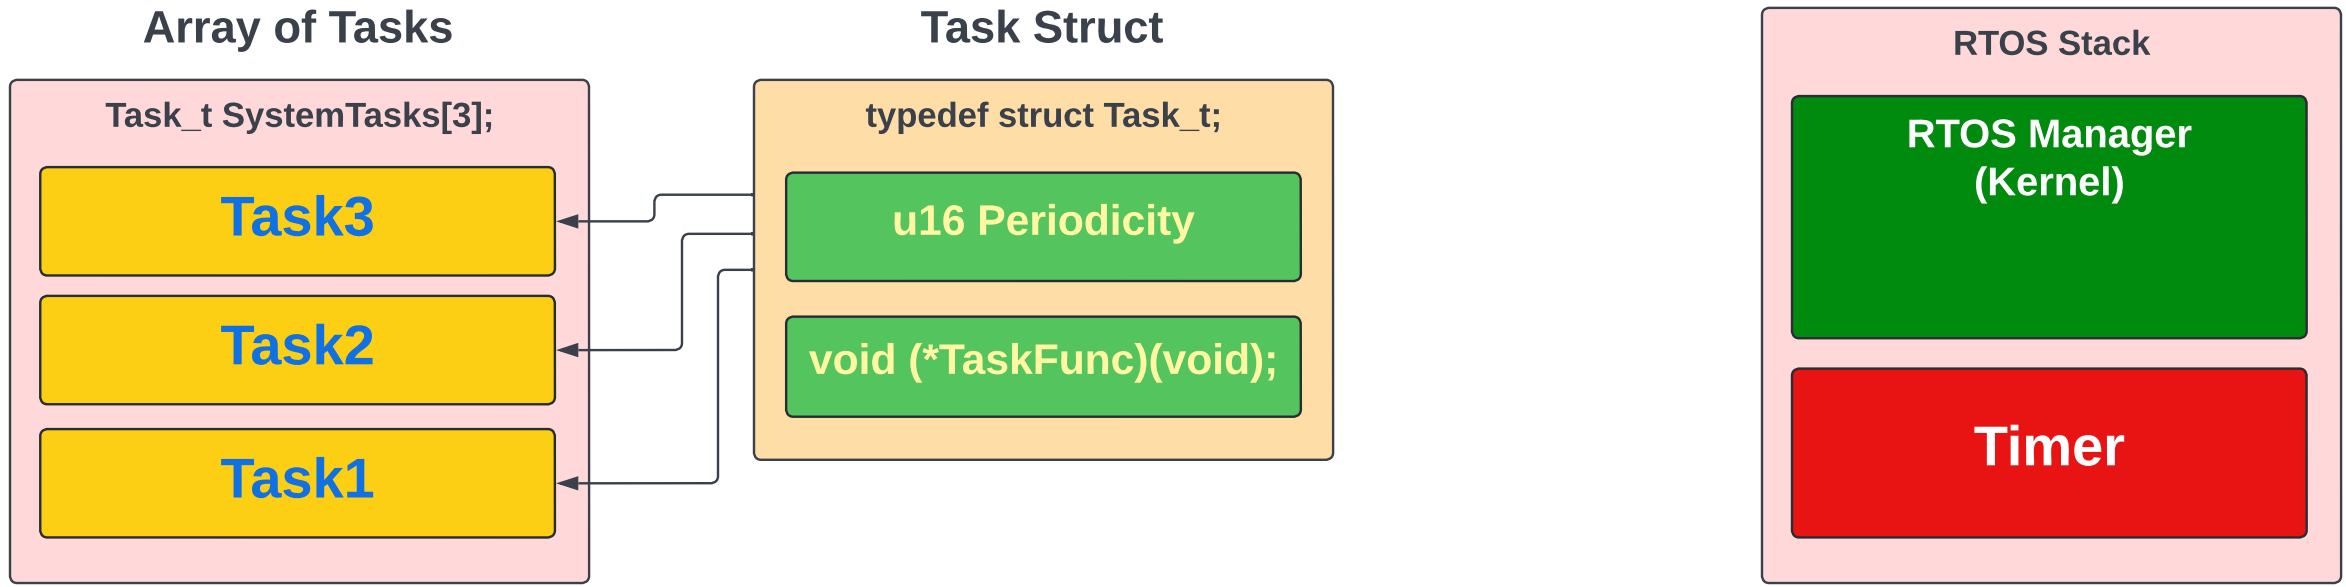 Array of Tasks
Task_t SystemTasks[3];
Task3
Task2
Task1
Task Struct
typedef struct Task_t;
u16 Periodicity
void (*TaskFunc)(void);
RTOS Stack
RTOS Manager
(Kernel)
Timer